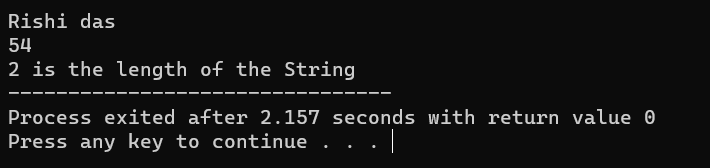 Rishi das
54
2 is the length of the String
--------------------------------
Process exited after 2.157 seconds with return value 0
Press any key to continue . . .